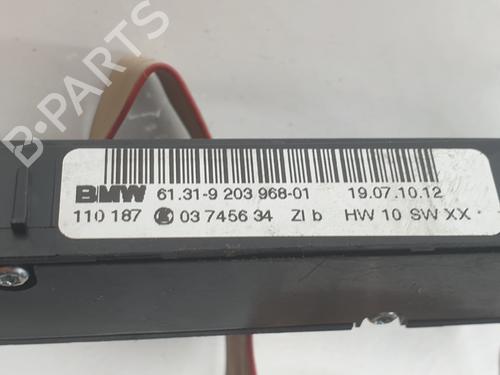 B-PARTS
BMW 61.31-9 203 968-01 19.07.10.12
110 187 03 7456 34 ZI b HW 10 SW XX